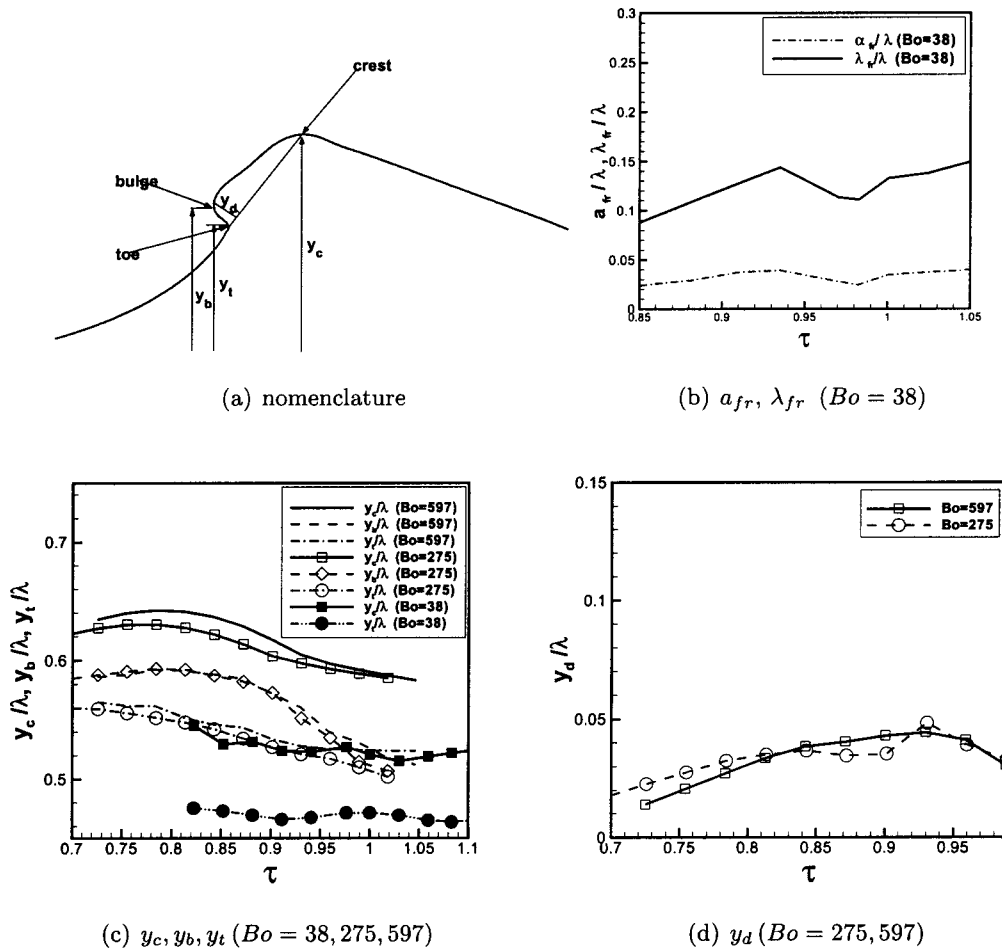 crest
bulge
toe
y_d
y_b
y_t
y_c
(a) nomenclature
a_fr / λ , λ_fr / λ
0.3
0.25
0.2
0.15
0.1
0.05
0
α_fr / λ (Bo=38)
λ_fr / λ (Bo=38)
0.85 0.9 0.95 1 1.05
τ
(b) a_fr, λ_fr (Bo = 38)
y_c/λ, y_b/λ, y_t/λ
0.7
0.6
0.5
y_c/λ (Bo=597)
y_b/λ (Bo=597)
y_t/λ (Bo=597)
y_c/λ (Bo=275)
y_b/λ (Bo=275)
y_t/λ (Bo=275)
y_c/λ (Bo=38)
y_t/λ (Bo=38)
0.7 0.75 0.8 0.85 0.9 0.95 1 1.05 1.1
τ
(c) y_c, y_b, y_t (Bo = 38, 275, 597)
y_d/λ
0.15
0.1
0.05
0
Bo=597
Bo=275
0.7 0.75 0.8 0.85 0.9 0.95
τ
(d) y_d (Bo = 275, 597)